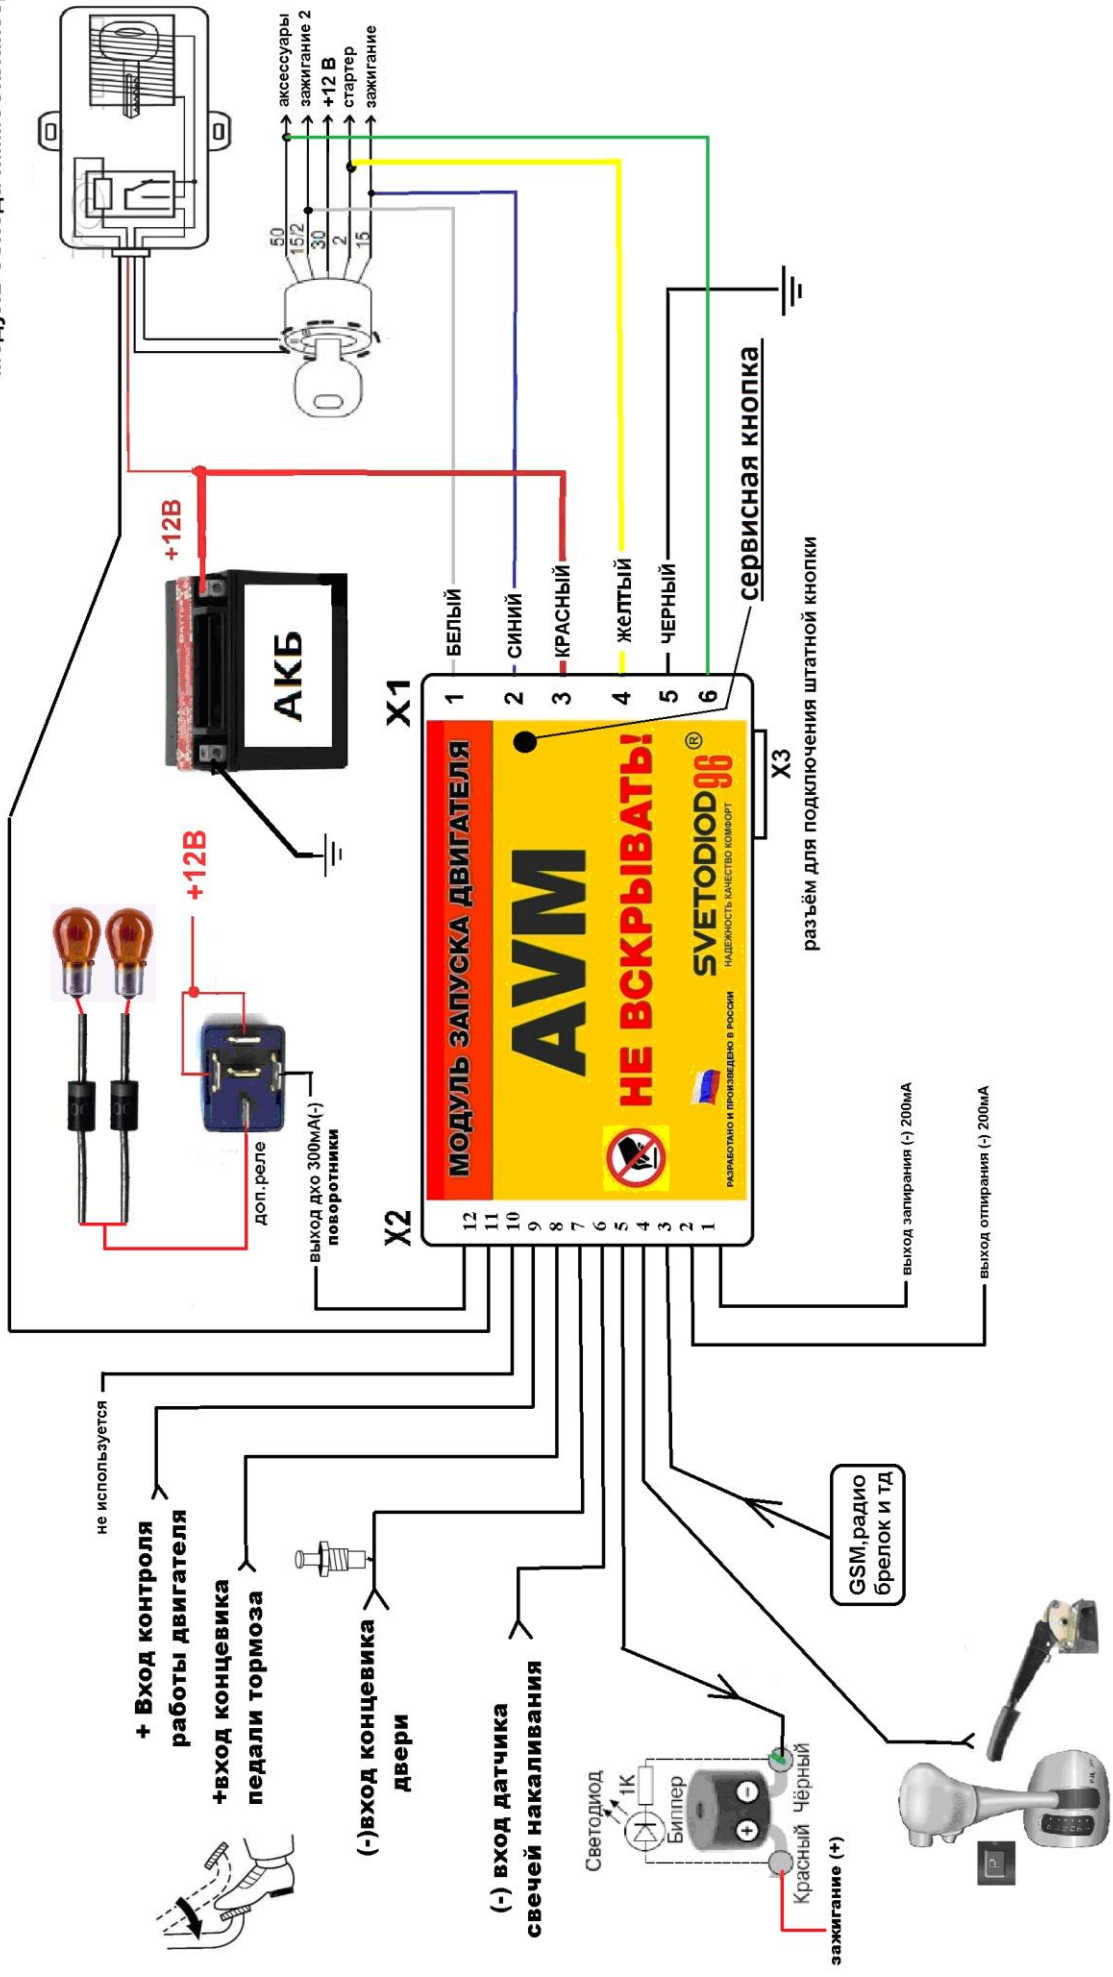 +12В
АКБ
+12В
доп.реле
выход дхо 300мА(-)
поворотники
не используется
+ Вход контроля
работы двигателя
+вход концевика
педали тормоза
(-)вход концевика
двери
(-) вход датчика
свечей накаливания
Светодиод
1К
Биппер
Красный Чёрный
зажигание (+)
P
GSM,радио
брелок и тд
выход запирания (-) 200мА
выход отпирания (-) 200мА
X2
12
11
10
9
8
7
6
5
4
3
2
1
МОДУЛЬ ЗАПУСКА ДВИГАТЕЛЯ
AVM
НЕ ВСКРЫВАТЬ!
SVETODIOD96®
НАДЕЖНОСТЬ КАЧЕСТВО КОМФОРТ
РАЗРАБОТАНО И ПРОИЗВЕДЕНО В РОССИИ
X1
1
2
3
4
5
6
БЕЛЫЙ
СИНИЙ
КРАСНЫЙ
ЖЕЛТЫЙ
ЧЕРНЫЙ
X3
разъём для подключения штатной кнопки
сервисная кнопка
50
15/2
30
2
15
аксессуары
зажигание 2
+12 В
стартер
зажигание